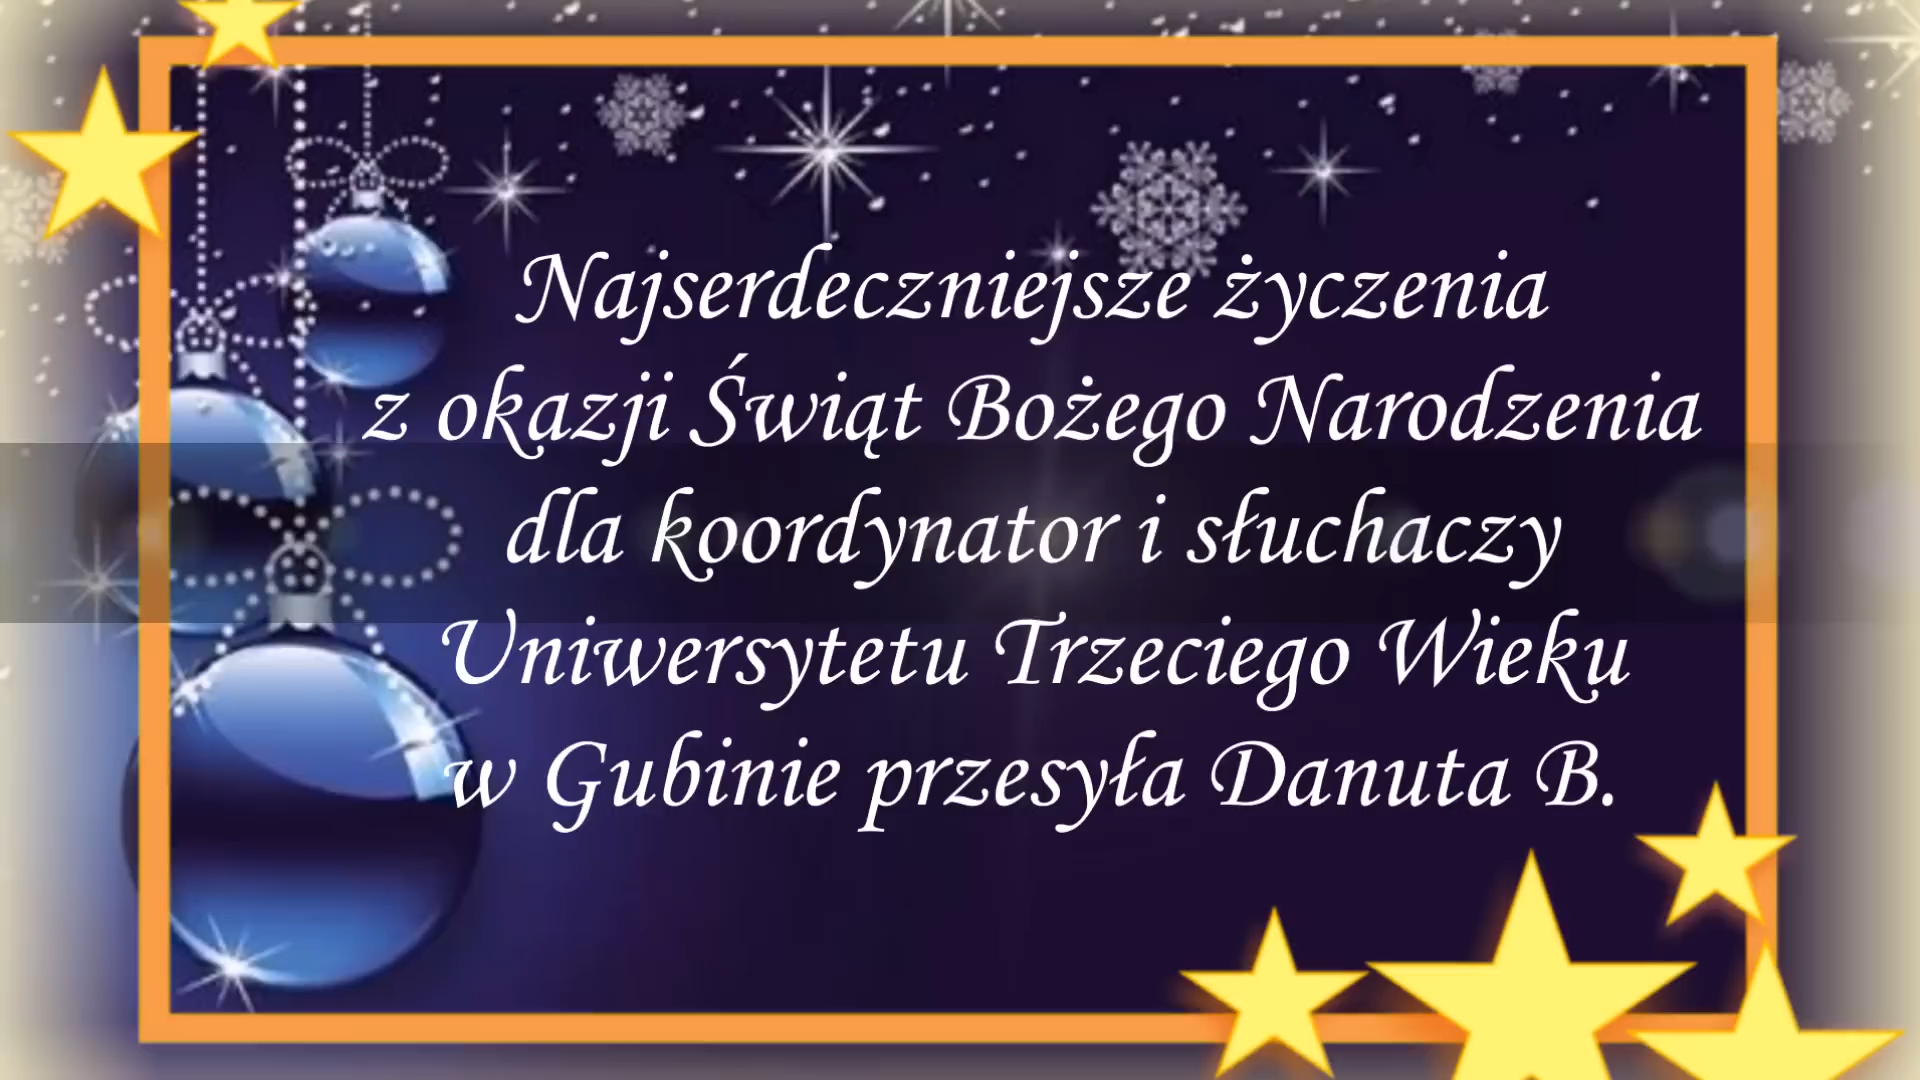 Najserdeczniejsze życzenia
z okazji Świąt Bożego Narodzenia
dla koordynator i słuchaczy
Uniwersytetu Trzeciego Wieku
w Gubinie przesyła Danuta B.